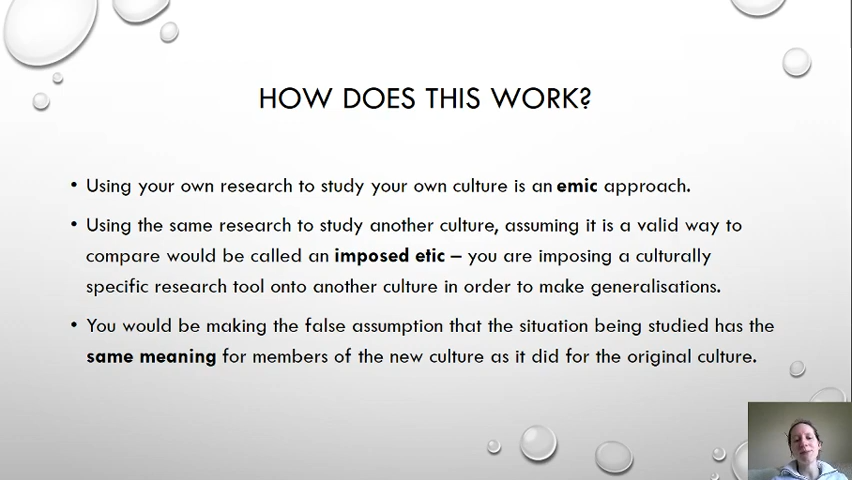 HOW DOES THIS WORK?
• Using your own research to study your own culture is an emic approach.
• Using the same research to study another culture, assuming it is a valid way to
compare would be called an imposed etic – you are imposing a culturally
specific research tool onto another culture in order to make generalisations.
• You would be making the false assumption that the situation being studied has the
same meaning for members of the new culture as it did for the original culture.